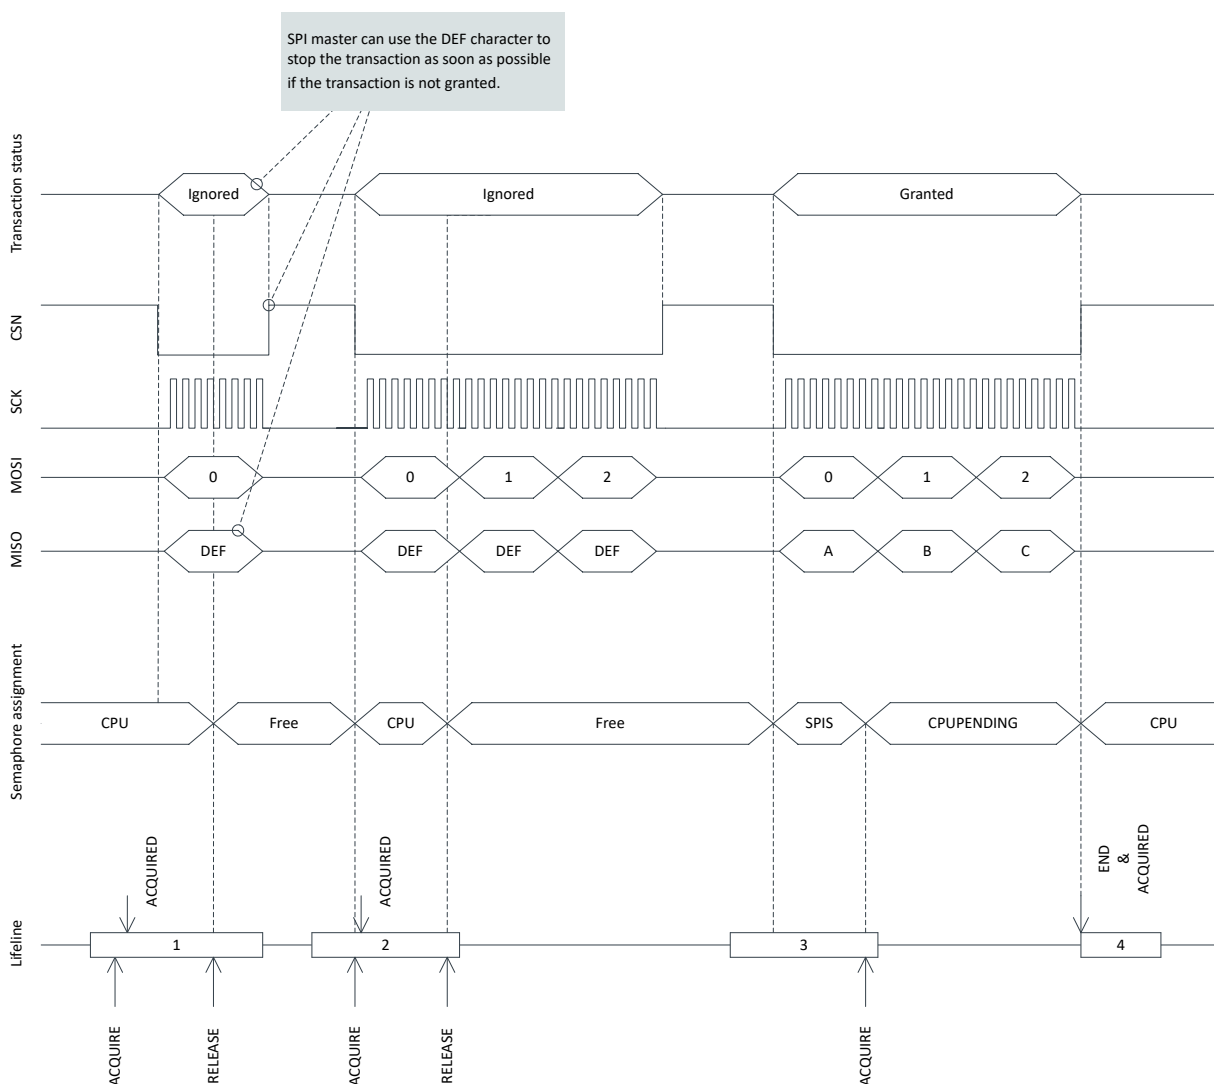 SPI master can use the DEF character to
stop the transaction as soon as possible
if the transaction is not granted.
Transaction status
Ignored
Ignored
Granted
CSN
SCK
MOSI
0
0
1
2
0
1
2
MISO
DEF
DEF
DEF
DEF
A
B
C
Semaphore assignment
CPU
Free
CPU
Free
SPIS
CPUPENDING
CPU
ACQUIRED
ACQUIRED
END
&
ACQUIRED
Lifeline
1
2
3
4
ACQUIRE
RELEASE
ACQUIRE
RELEASE
ACQUIRE